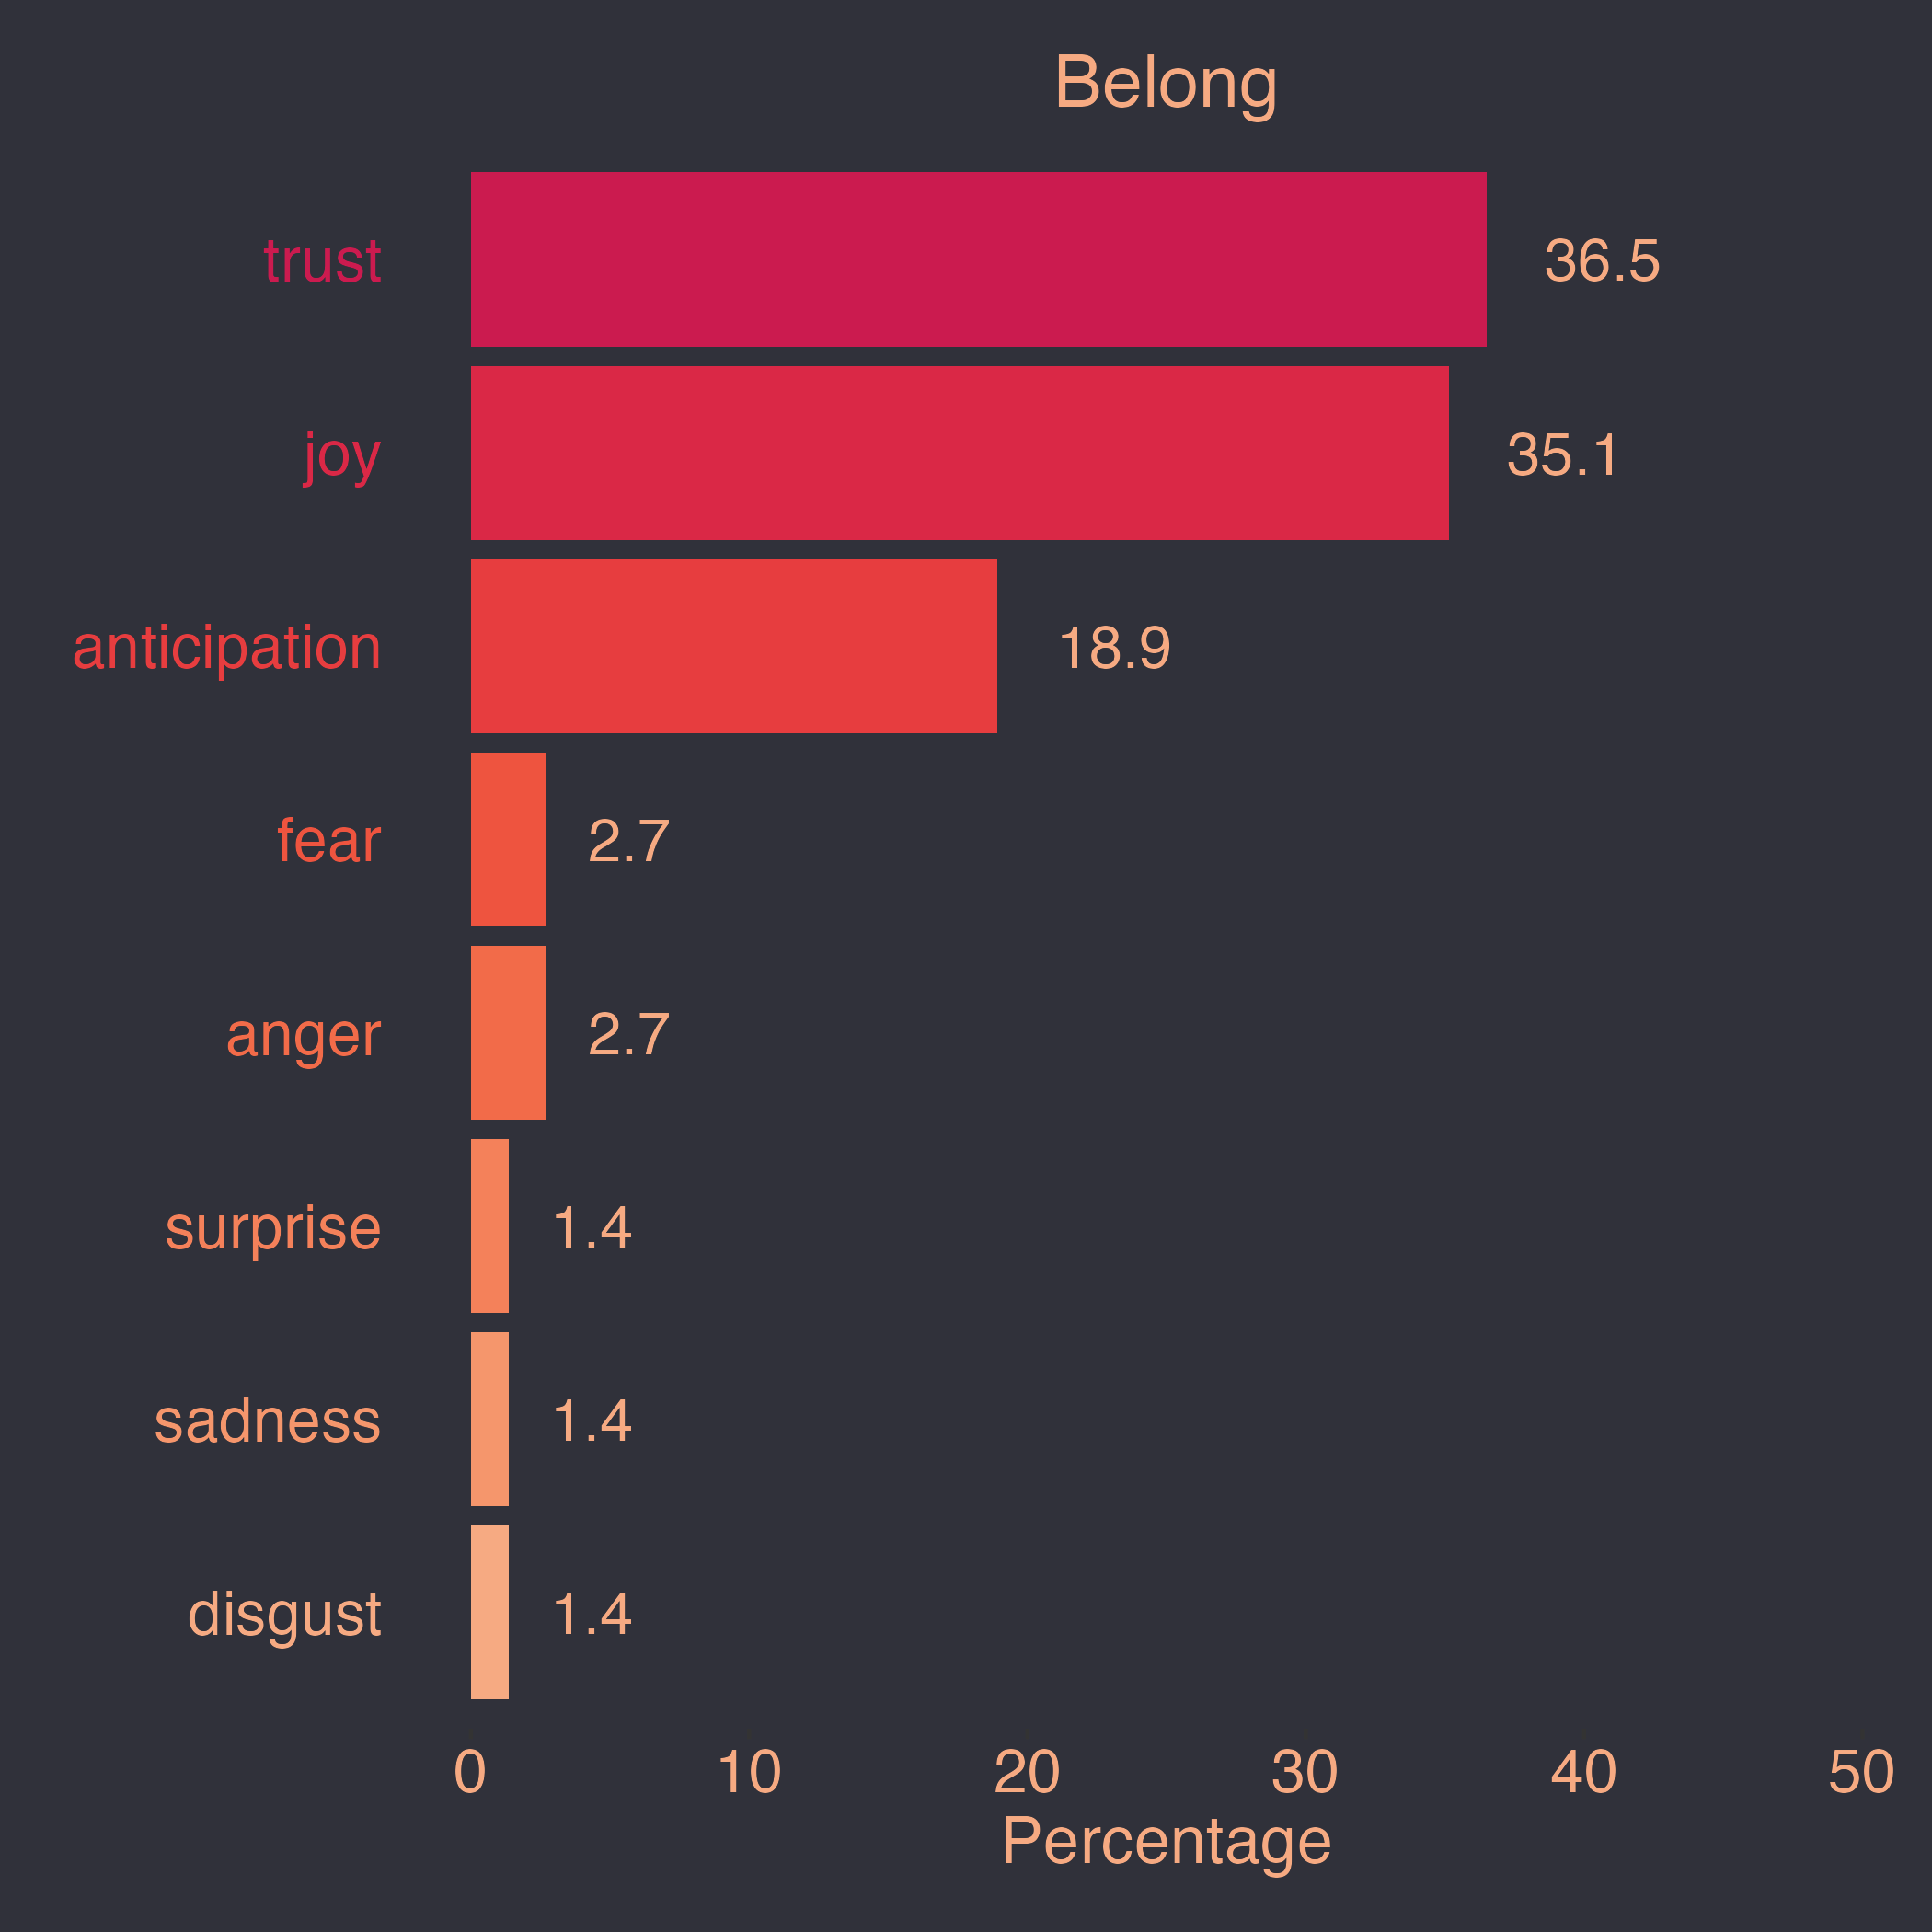 Belong
trust 36.5
joy 35.1
anticipation 18.9
fear 2.7
anger 2.7
surprise 1.4
sadness 1.4
disgust 1.4
0 10 20 30 40 50
Percentage